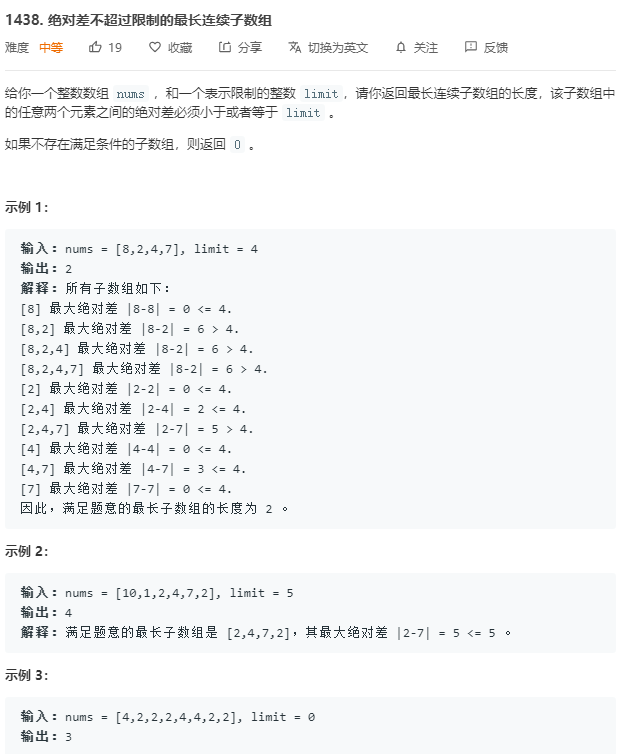 1438. 绝对差不超过限制的最长连续子数组
难度 中等 19 收藏 分享 切换为英文 关注 反馈
给你一个整数数组 nums ，和一个表示限制的整数 limit，请你返回最长连续子数组的长度，该子数组中
的任意两个元素之间的绝对差必须小于或者等于 limit 。
如果不存在满足条件的子数组，则返回 0 。
示例 1：
输入：nums = [8,2,4,7], limit = 4
输出：2
解释：所有子数组如下：
[8] 最大绝对差 |8-8| = 0 <= 4.
[8,2] 最大绝对差 |8-2| = 6 > 4.
[8,2,4] 最大绝对差 |8-2| = 6 > 4.
[8,2,4,7] 最大绝对差 |8-2| = 6 > 4.
[2] 最大绝对差 |2-2| = 0 <= 4.
[2,4] 最大绝对差 |2-4| = 2 <= 4.
[2,4,7] 最大绝对差 |2-7| = 5 > 4.
[4] 最大绝对差 |4-4| = 0 <= 4.
[4,7] 最大绝对差 |4-7| = 3 <= 4.
[7] 最大绝对差 |7-7| = 0 <= 4.
因此，满足题意的最长子数组的长度为 2 。
示例 2：
输入：nums = [10,1,2,4,7,2], limit = 5
输出：4
解释：满足题意的最长子数组是 [2,4,7,2]，其最大绝对差 |2-7| = 5 <= 5 。
示例 3：
输入：nums = [4,2,2,2,4,4,2,2], limit = 0
输出：3